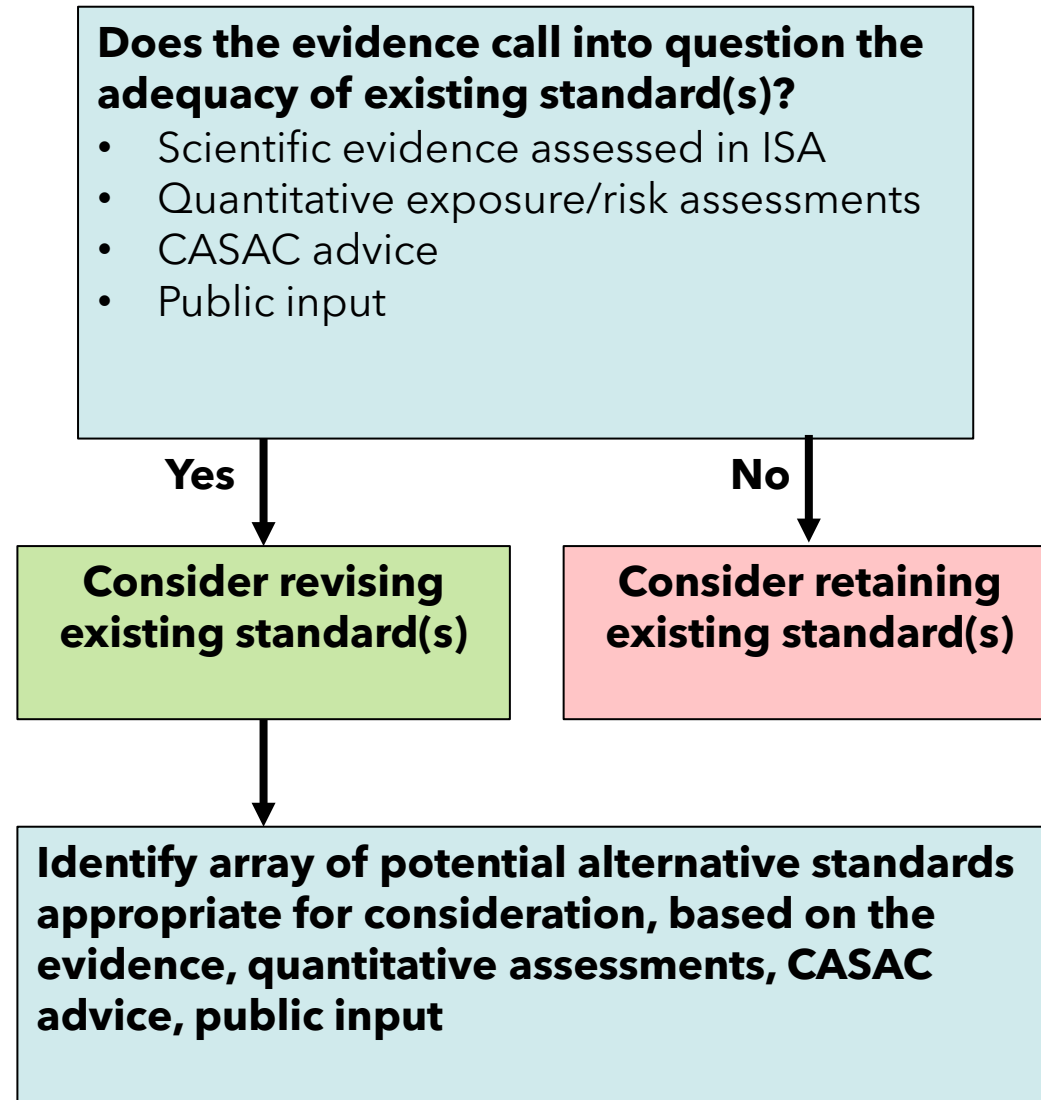 Does the evidence call into question the
adequacy of existing standard(s)?
• Scientific evidence assessed in ISA
• Quantitative exposure/risk assessments
• CASAC advice
• Public input
Yes
No
Consider revising
existing standard(s)
Consider retaining
existing standard(s)
Identify array of potential alternative standards
appropriate for consideration, based on the
evidence, quantitative assessments, CASAC
advice, public input